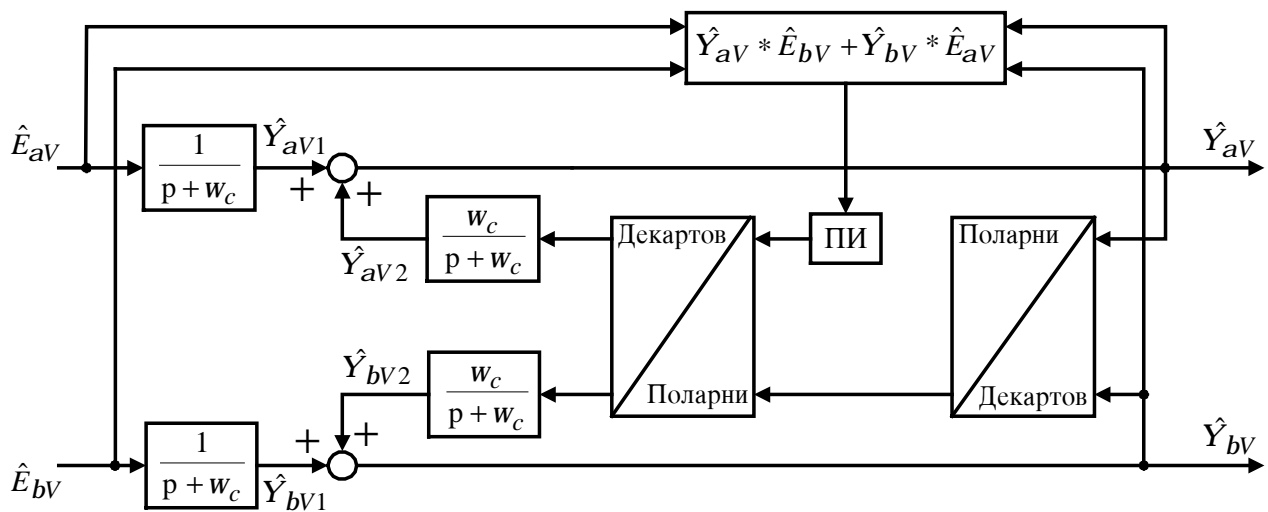 Ŷ_aV * Ê_bV + Ŷ_bV * Ê_aV
Ê_aV
1
p + w_c
Ŷ_aV1
+
+
Ŷ_aV
w_c
p + w_c
Ŷ_aV2
Декартов
Поларни
ПИ
Поларни
Декартов
Ŷ_bV2
w_c
p + w_c
+
+
Ê_bV
1
p + w_c
Ŷ_bV1
Ŷ_bV